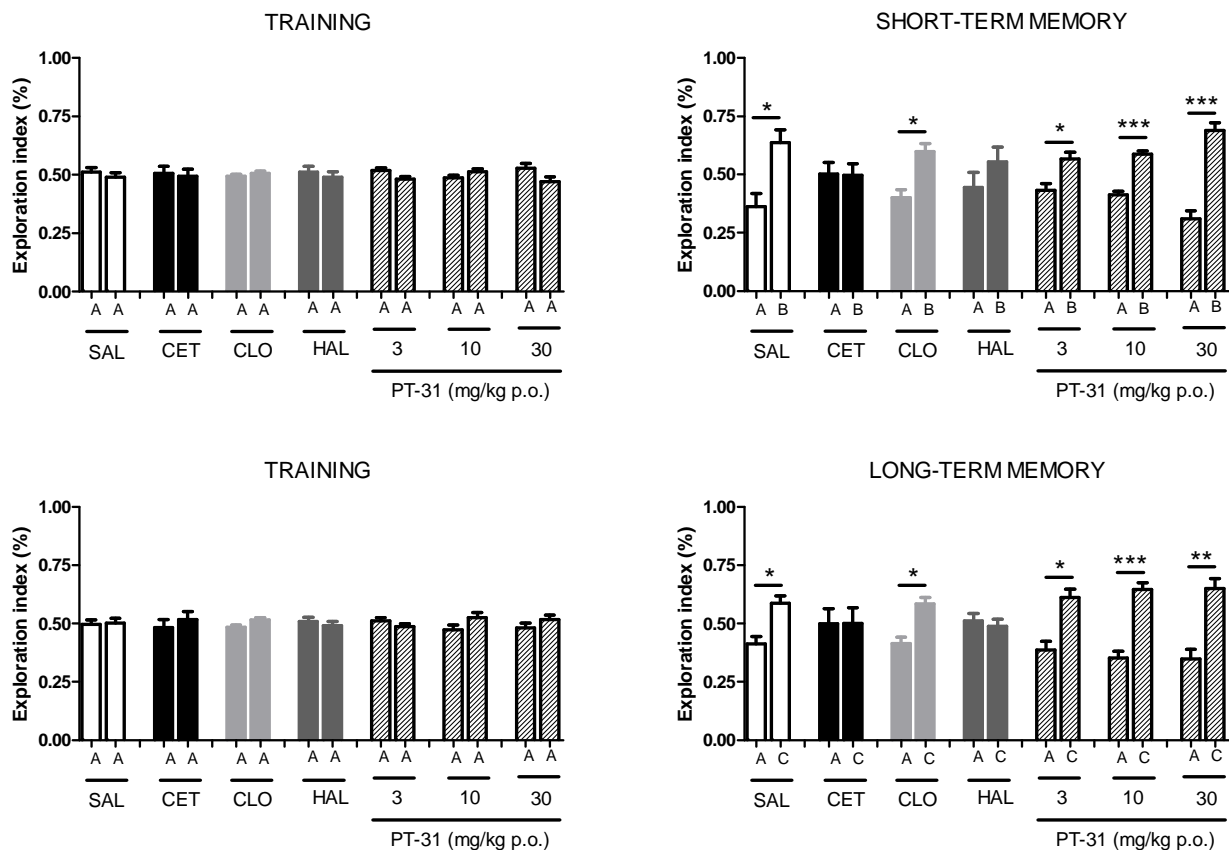 TRAINING
Exploration index (%)
1.00
0.75
0.50
0.25
0.00
A A A A A A A A A A A A A A
SAL CET CLO HAL 3 10 30
PT-31 (mg/kg p.o.)
SHORT-TERM MEMORY
Exploration index (%)
1.00
0.75
0.50
0.25
0.00
* * * *** ***
A B A B A B A B A B A B A B
SAL CET CLO HAL 3 10 30
PT-31 (mg/kg p.o.)
TRAINING
Exploration index (%)
1.00
0.75
0.50
0.25
0.00
A A A A A A A A A A A A A A
SAL CET CLO HAL 3 10 30
PT-31 (mg/kg p.o.)
LONG-TERM MEMORY
Exploration index (%)
1.00
0.75
0.50
0.25
0.00
* * * *** **
A C A C A C A C A C A C A C
SAL CET CLO HAL 3 10 30
PT-31 (mg/kg p.o.)